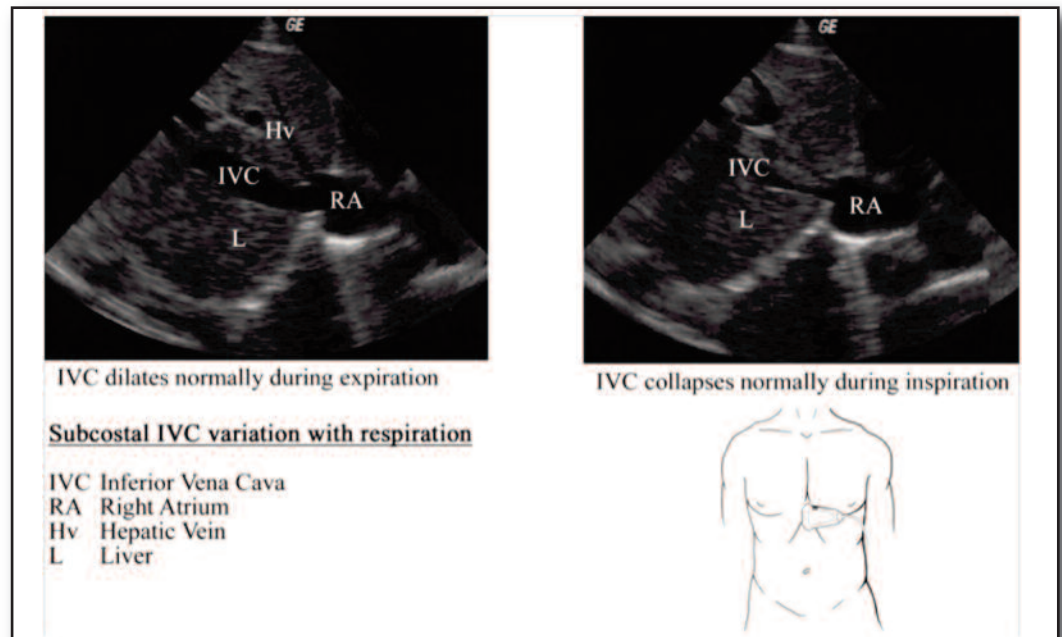 GE
Hv
IVC
RA
L
GE
IVC
RA
L
IVC dilates normally during expiration
IVC collapses normally during inspiration
Subcostal IVC variation with respiration
IVC Inferior Vena Cava
RA Right Atrium
Hv Hepatic Vein
L Liver